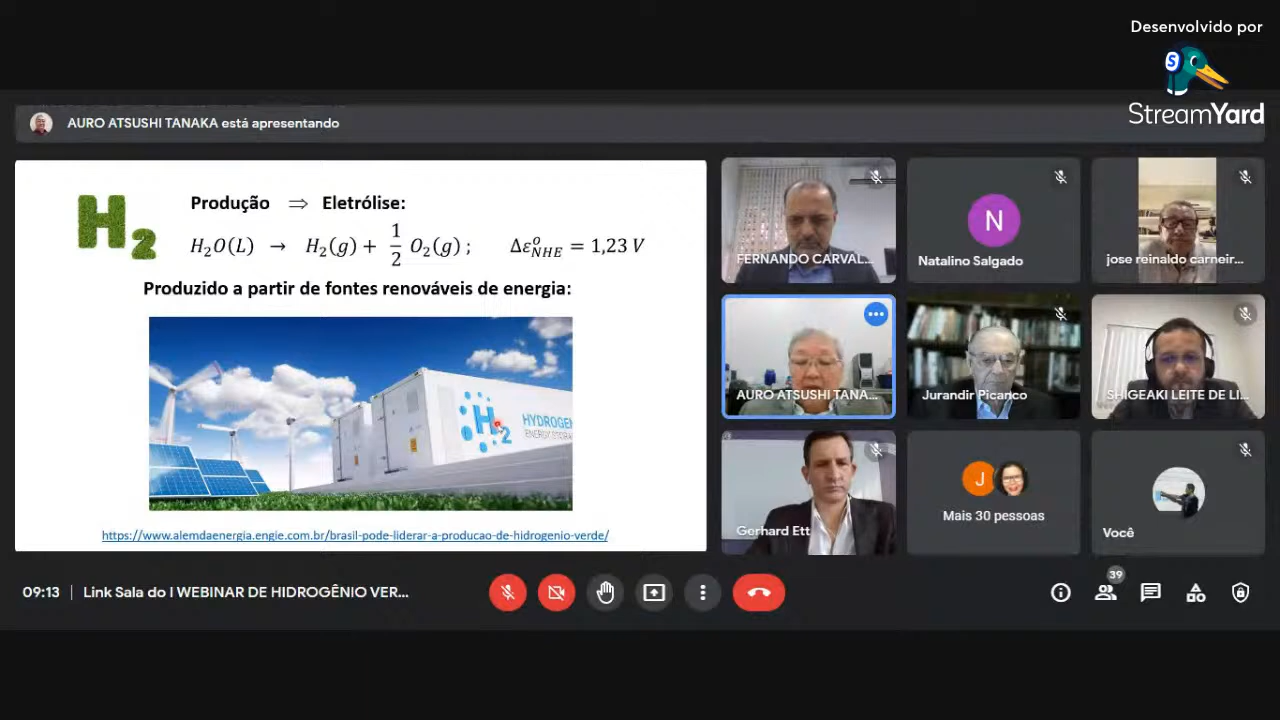 Desenvolvido por
StreamYard
AURO ATSUSHI TANAKA está apresentando
H2
Produção ⇒ Eletrólise:
H₂O(L) → H₂(g) + 1/2 O₂(g) ; Δε°NHE = 1,23 V
Produzido a partir de fontes renováveis de energia:
H2
HYDROGEN
https://www.alemdaenergia.engie.com.br/brasil-pode-liderar-a-producao-de-hidrogenio-verde/
FERNANDO CARVAL...
N
Natalino Salgado
jose reinaldo carneir...
AURO ATSUSHI TANA...
Jurandir Picanco
SHIGEAKI LEITE DE LI...
Gerhard Ett
J
Mais 30 pessoas
Você
09:13 | Link Sala do I WEBINAR DE HIDROGÊNIO VER...
39